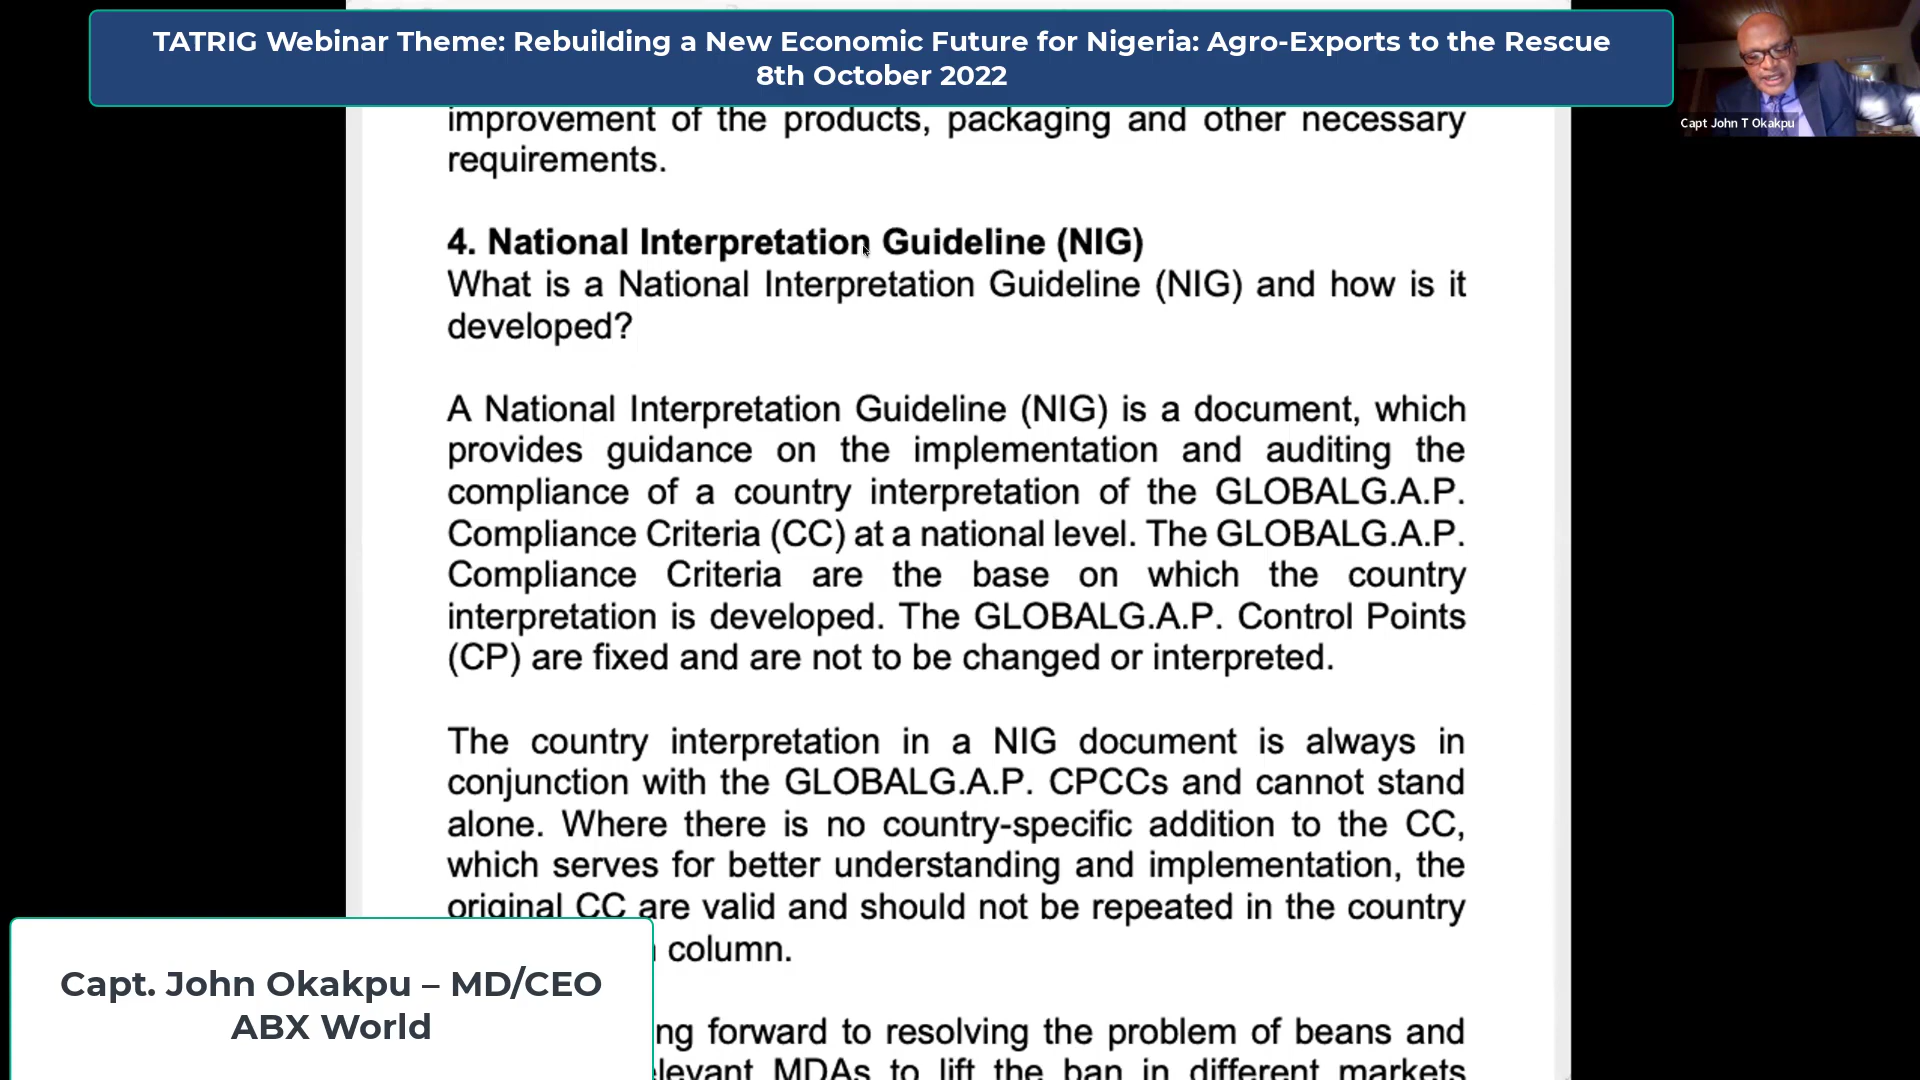 TATRIG Webinar Theme: Rebuilding a New Economic Future for Nigeria: Agro-Exports to the Rescue
8th October 2022
Capt John T Okakpu
improvement of the products, packaging and other necessary
requirements.
4. National Interpretation Guideline (NIG)
What is a National Interpretation Guideline (NIG) and how is it
developed?
A National Interpretation Guideline (NIG) is a document, which
provides guidance on the implementation and auditing the
compliance of a country interpretation of the GLOBALG.A.P.
Compliance Criteria (CC) at a national level. The GLOBALG.A.P.
Compliance Criteria are the base on which the country
interpretation is developed. The GLOBALG.A.P. Control Points
(CP) are fixed and are not to be changed or interpreted.
The country interpretation in a NIG document is always in
conjunction with the GLOBALG.A.P. CPCCs and cannot stand
alone. Where there is no country-specific addition to the CC,
which serves for better understanding and implementation, the
original CC are valid and should not be repeated in the country
column.
forward to resolving the problem of beans and
MDAs to lift the ban in different markets
Capt. John Okakpu – MD/CEO
ABX World